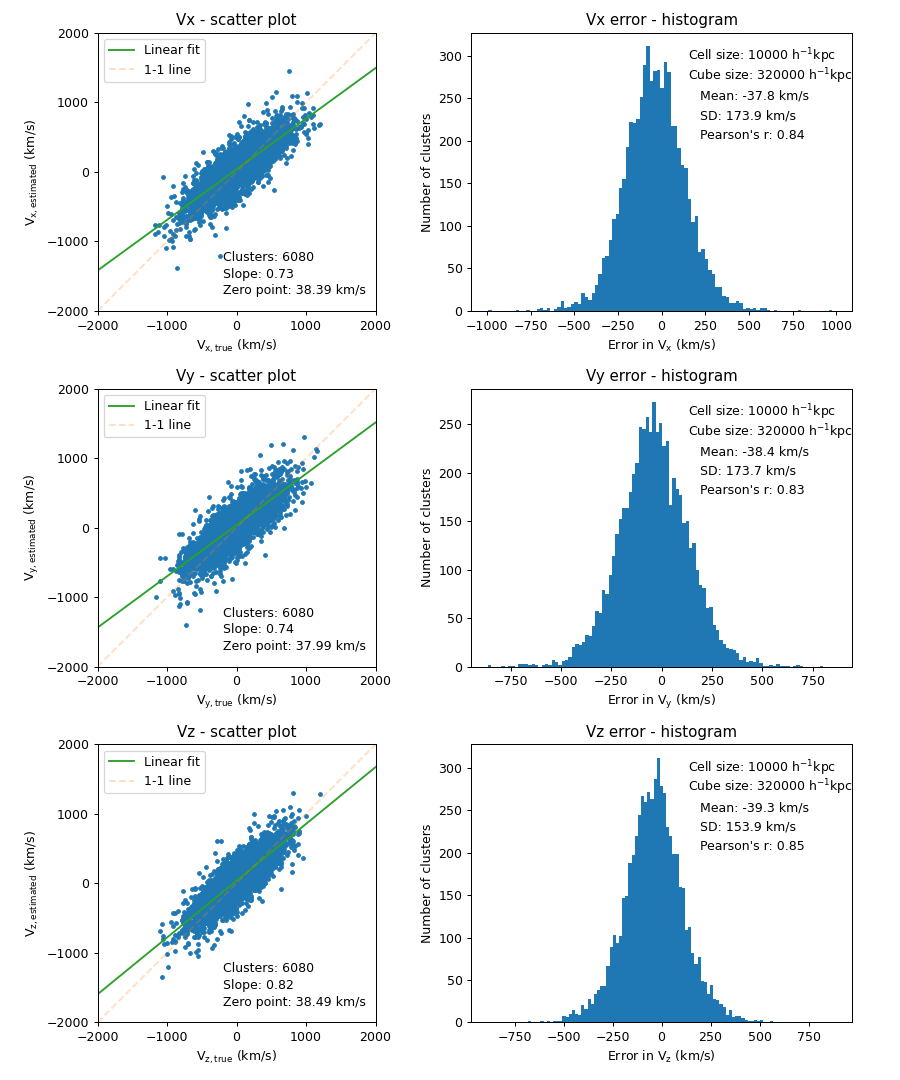 Vx - scatter plot
Linear fit
1-1 line
2000
1000
0
−1000
−2000
Vx, estimated (km/s)
Clusters: 6080
Slope: 0.73
Zero point: 38.39 km/s
−2000 −1000 0 1000 2000
Vx, true (km/s)
Vx error - histogram
Cell size: 10000 h⁻¹kpc
Cube size: 320000 h⁻¹kpc
Mean: -37.8 km/s
SD: 173.9 km/s
Pearson's r: 0.84
300
250
200
150
100
50
0
Number of clusters
−1000 −750 −500 −250 0 250 500 750 1000
Error in Vx (km/s)
Vy - scatter plot
Linear fit
1-1 line
2000
1000
0
−1000
−2000
Vy, estimated (km/s)
Clusters: 6080
Slope: 0.74
Zero point: 37.99 km/s
−2000 −1000 0 1000 2000
Vy, true (km/s)
Vy error - histogram
Cell size: 10000 h⁻¹kpc
Cube size: 320000 h⁻¹kpc
Mean: -38.4 km/s
SD: 173.7 km/s
Pearson's r: 0.83
250
200
150
100
50
0
Number of clusters
−750 −500 −250 0 250 500 750
Error in Vy (km/s)
Vz - scatter plot
Linear fit
1-1 line
2000
1000
0
−1000
−2000
Vz, estimated (km/s)
Clusters: 6080
Slope: 0.82
Zero point: 38.49 km/s
−2000 −1000 0 1000 2000
Vz, true (km/s)
Vz error - histogram
Cell size: 10000 h⁻¹kpc
Cube size: 320000 h⁻¹kpc
Mean: -39.3 km/s
SD: 153.9 km/s
Pearson's r: 0.85
300
250
200
150
100
50
0
Number of clusters
−750 −500 −250 0 250 500 750
Error in Vz (km/s)